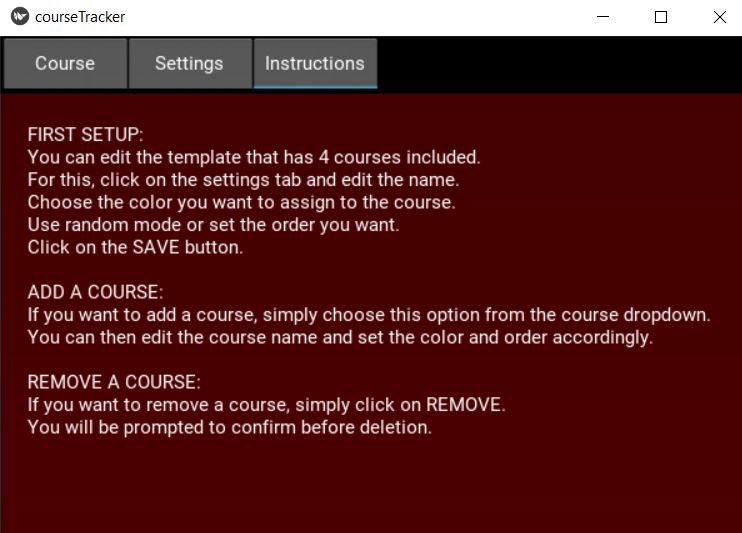 courseTracker
Course Settings Instructions
FIRST SETUP:
You can edit the template that has 4 courses included.
For this, click on the settings tab and edit the name.
Choose the color you want to assign to the course.
Use random mode or set the order you want.
Click on the SAVE button.
ADD A COURSE:
If you want to add a course, simply choose this option from the course dropdown.
You can then edit the course name and set the color and order accordingly.
REMOVE A COURSE:
If you want to remove a course, simply click on REMOVE.
You will be prompted to confirm before deletion.